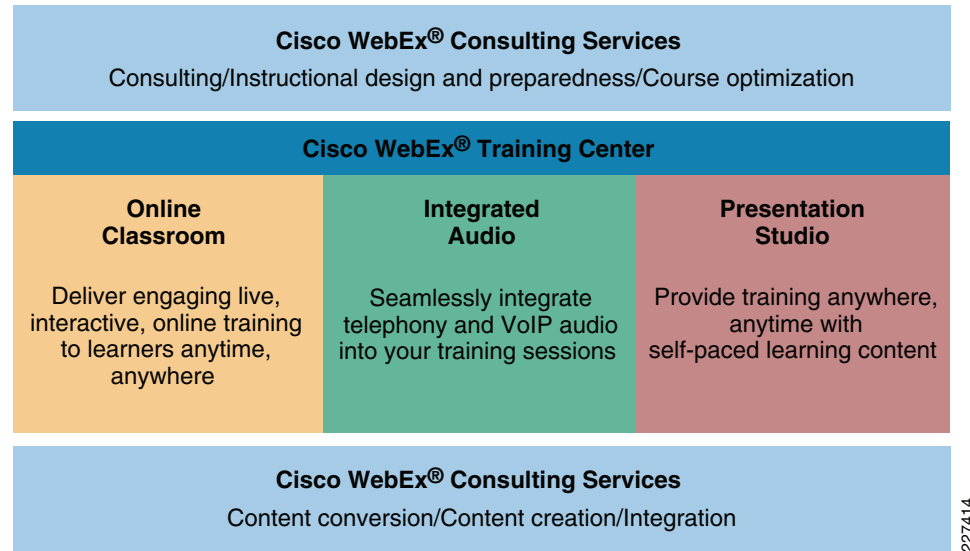 Cisco WebEx® Consulting Services
Consulting/Instructional design and preparedness/Course optimization
Cisco WebEx® Training Center
Online
Classroom
Deliver engaging live,
interactive, online training
to learners anytime,
anywhere
Integrated
Audio
Seamlessly integrate
telephony and VoIP audio
into your training sessions
Presentation
Studio
Provide training anywhere,
anytime with
self-paced learning content
Cisco WebEx® Consulting Services
Content conversion/Content creation/Integration
227414